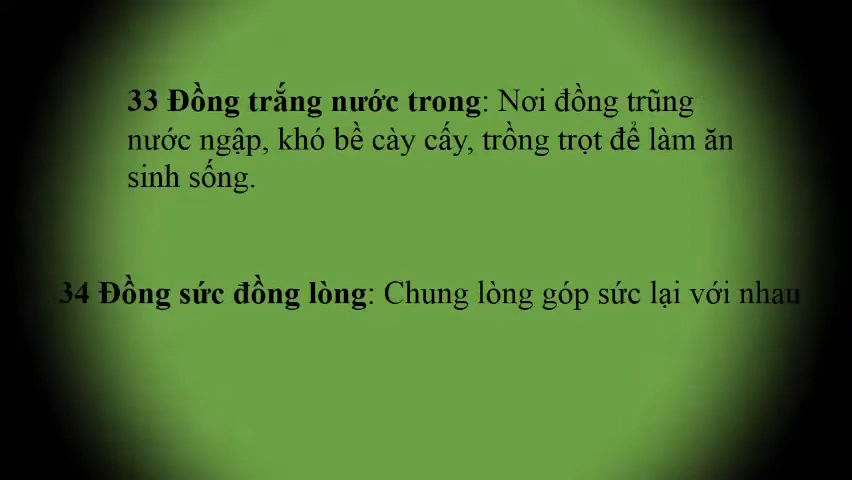 33 Đồng trắng nước trong: Nơi đồng trũng
nước ngập, khó bề cày cấy, trồng trọt để làm ăn
sinh sống.
34 Đồng sức đồng lòng: Chung lòng góp sức lại với nhau